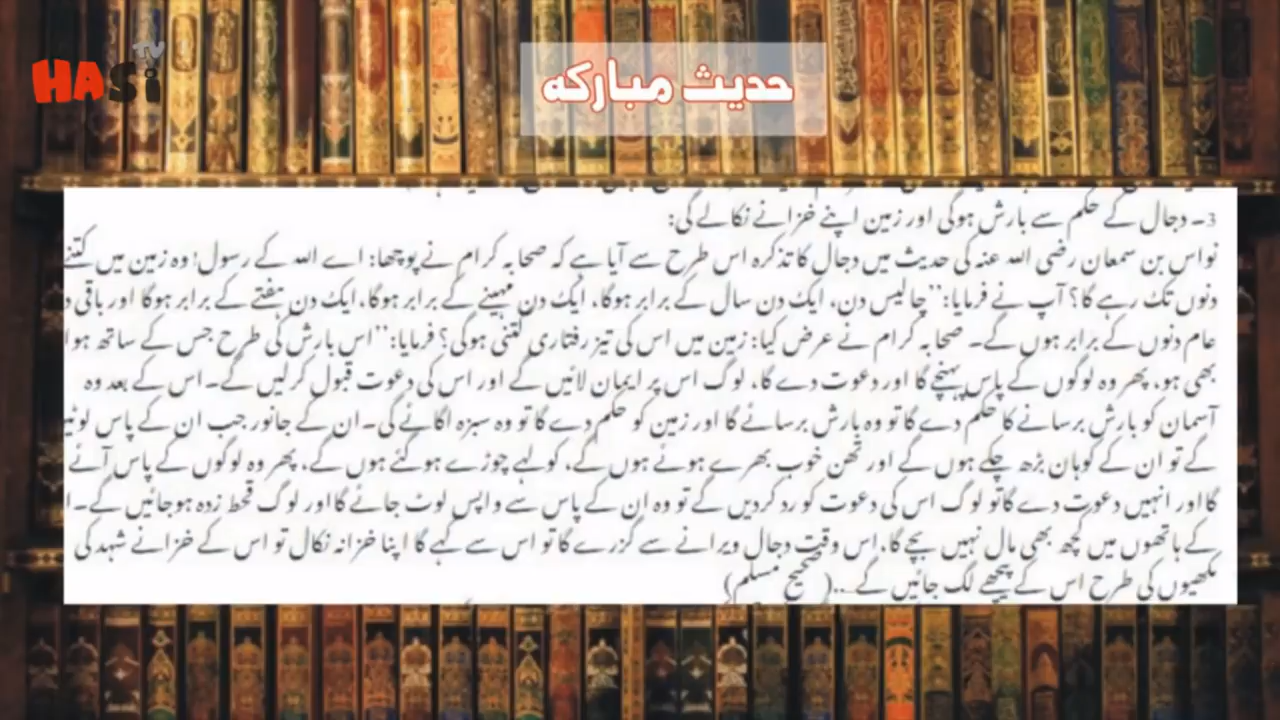 HASi TV
حدیث مبارکہ
3۔ دجال کے حکم سے بارش ہوگی اور زمین اپنے خزانے نکالے گی:
نواس بن سمعان رضی اللہ عنہ کی حدیث میں دجال کا تذکرہ اس طرح سے آیا ہے کہ صحابہ کرام نے پوچھا: اے اللہ کے رسول! وہ زمین میں کتنے
دنوں تک رہے گا؟ آپ نے فرمایا:’’چالیس دن، ایک دن سال کے برابر ہوگا، ایک دن مہینے کے برابر ہوگا،ایک دن ہفتے کے برابر ہوگا اور باقی
عام دنوں کے برابر ہوں گے۔ صحابہ کرام نے عرض کیا: زمین میں اس کی تیز رفتاری کتنی ہوگی؟ فرمایا:’’اس بارش کی طرح جس کے ساتھ ہوا
بھی ہو، پھر وہ لوگوں کے پاس پہنچے گا اور دعوت دے گا، لوگ اس پر ایمان لائیں گے اور اس کی دعوت قبول کرلیں گے۔اس کے بعد وہ
آسمان کو بارش برسانے کا حکم دے گا تو وہ بارش برسائے گا اور زمین کو حکم دے گا تو وہ سبزہ اگائے گی۔ان کے جانور جب ان کے پاس
گے تو ان کے کوہان بڑھ چکے ہوں گے اور تھن خوب بھرے ہوئے ہوں گے، کولہے چوڑے ہوگئے ہوں گے، پھر وہ لوگوں کے پاس آئے
گا اور انہیں دعوت دے گا تو لوگ اس کی دعوت کو رد کردیں گے تو وہ ان کے پاس سے واپس لوٹ جائے گا اور لوگ قحط زدہ ہوجائیں گے۔
کے ہاتھوں میں کچھ بھی مال نہیں بچے گا،اس وقت دجال ویرانے سے گزرے گا تو اس سے کہے گا اپنا خزانہ نکال تو اس کے خزانے شہد کی
مکھیوں کی طرح اس کے پیچھے لگ جائیں گے...(صحیح مسلم)